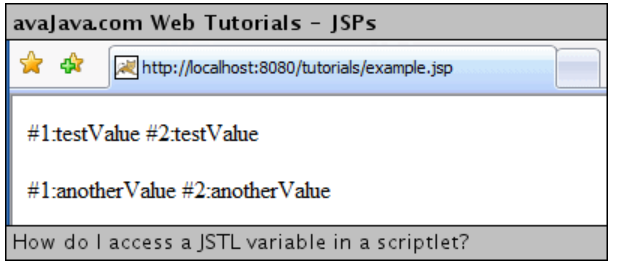 avaJava.com Web Tutorials - JSPs
http://localhost:8080/tutorials/example.jsp
#1:testValue #2:testValue
#1:anotherValue #2:anotherValue
How do I access a JSTL variable in a scriptlet?